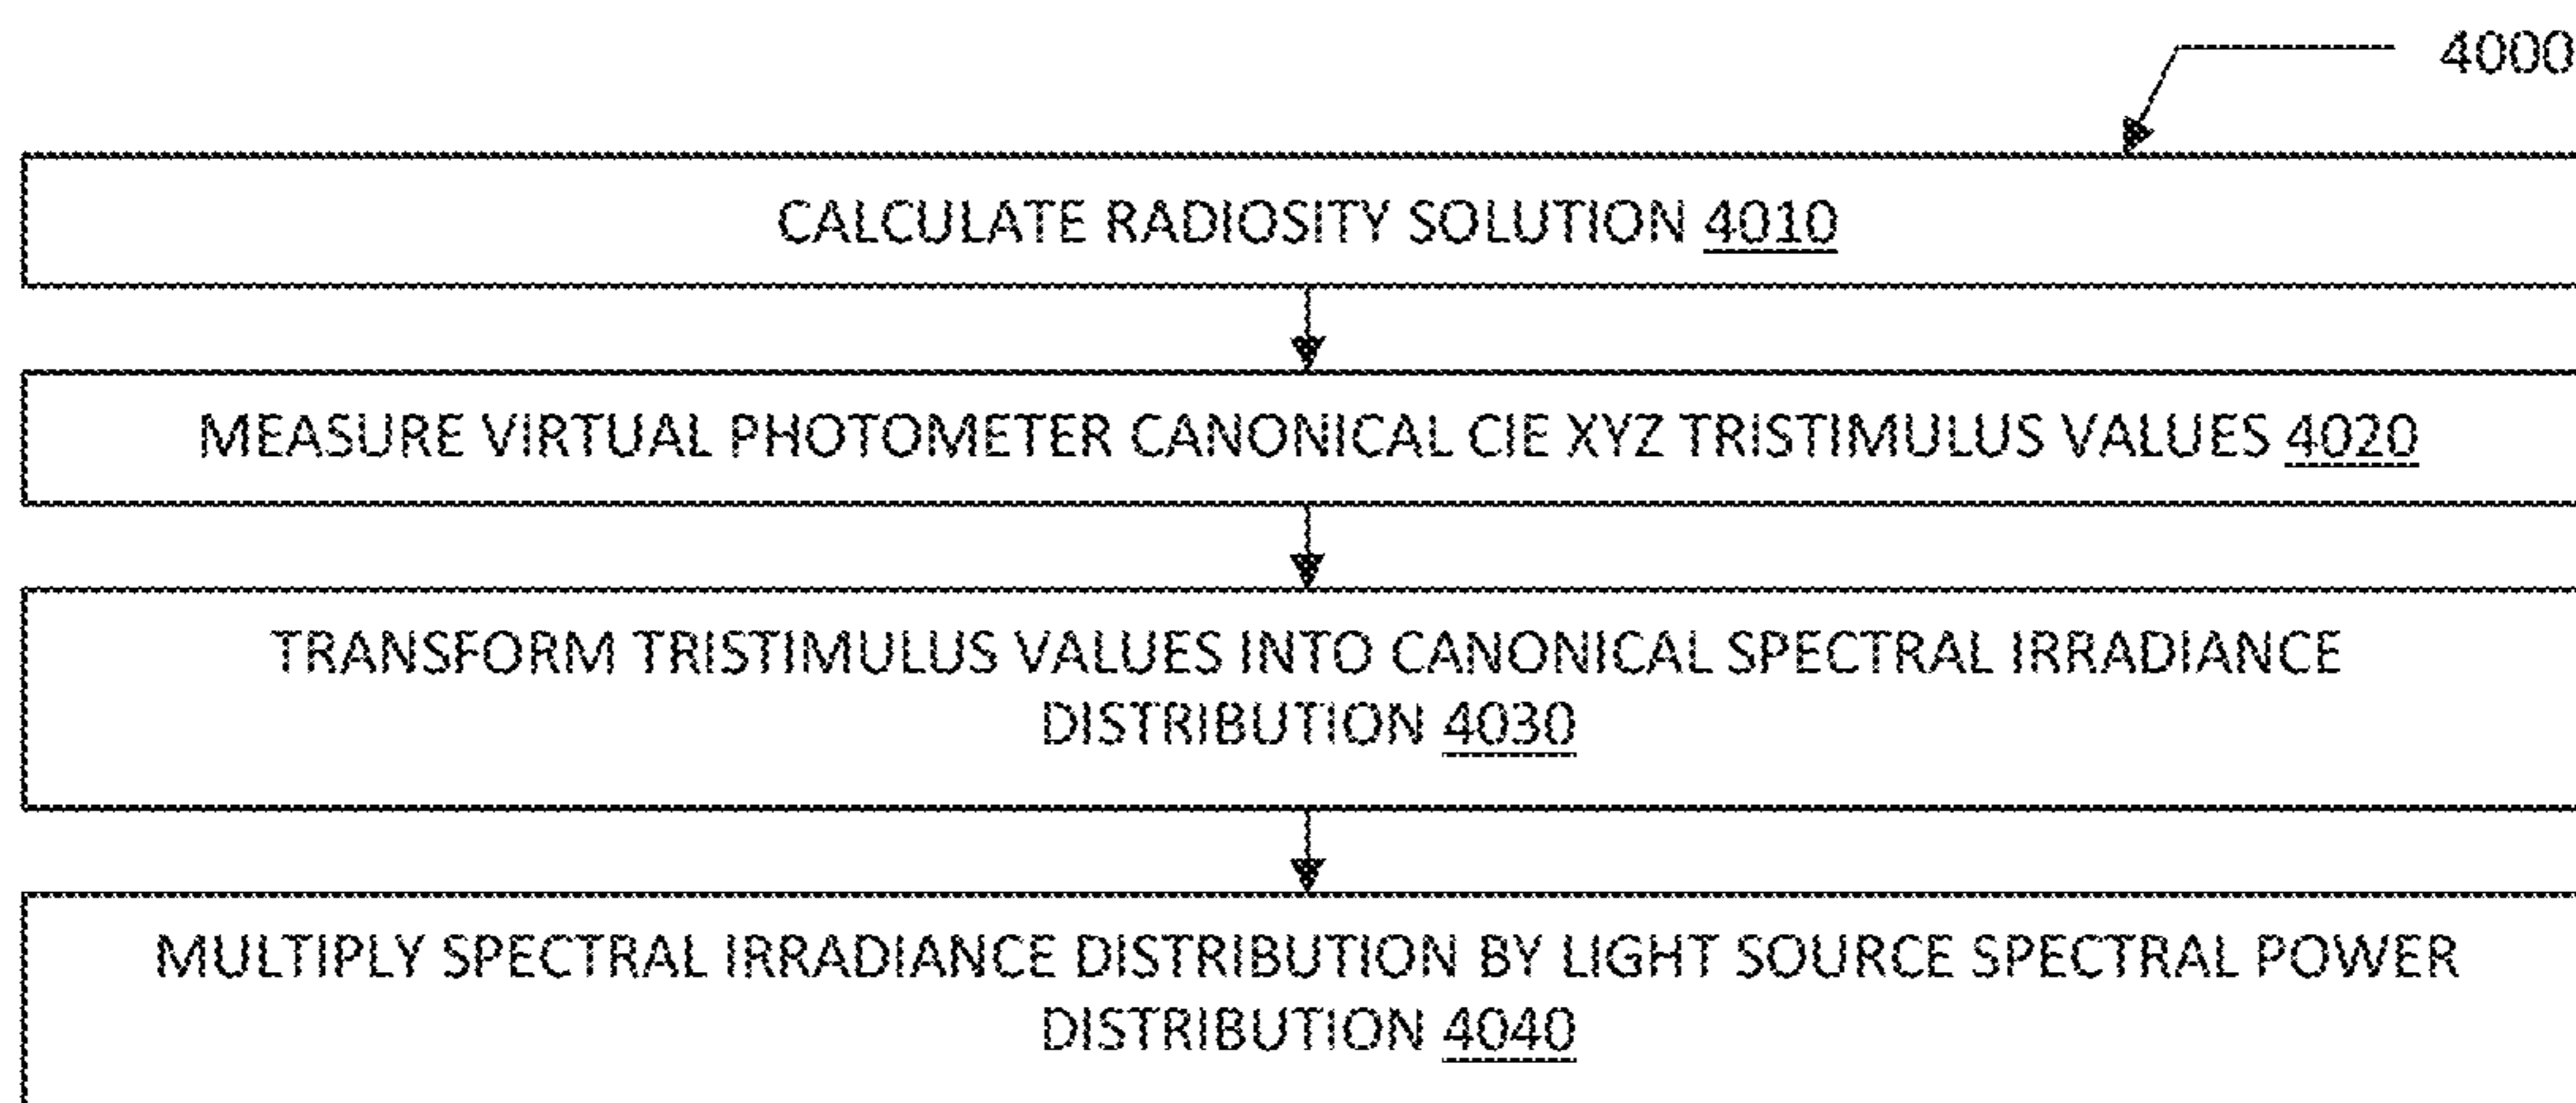 4000
CALCULATE RADIOSITY SOLUTION 4010
MEASURE VIRTUAL PHOTOMETER CANONICAL CIE XYZ TRISTIMULUS VALUES 4020
TRANSFORM TRISTIMULUS VALUES INTO CANONICAL SPECTRAL IRRADIANCE
DISTRIBUTION 4030
MULTIPLY SPECTRAL IRRADIANCE DISTRIBUTION BY LIGHT SOURCE SPECTRAL POWER
DISTRIBUTION 4040